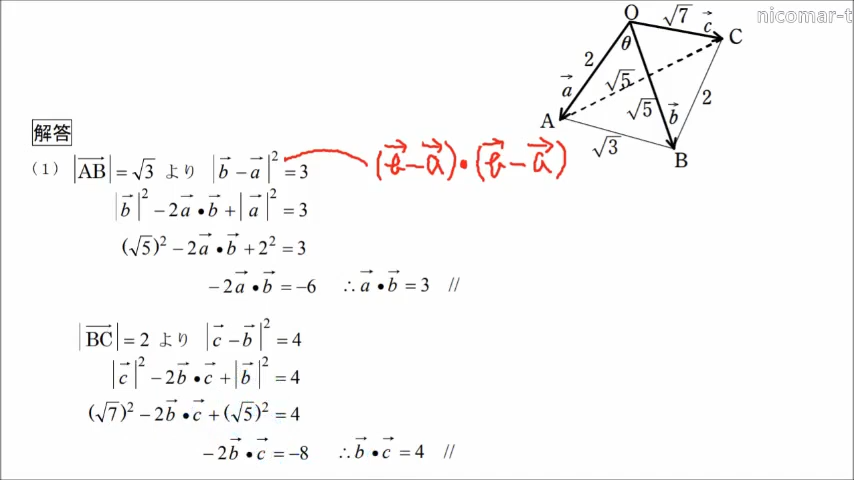 nicomar-t
O
√7
c⃗
C
θ
2
√5
a⃗
√5
b⃗
2
A
√3
B
解答
(1) |AB⃗| = √3 より |b⃗ − a⃗|² = 3
(b⃗ − a⃗)•(b⃗ − a⃗)
|b⃗|² − 2a⃗•b⃗ + |a⃗|² = 3
(√5)² − 2a⃗•b⃗ + 2² = 3
−2a⃗•b⃗ = −6 ∴ a⃗•b⃗ = 3 //
|BC⃗| = 2 より |c⃗ − b⃗|² = 4
|c⃗|² − 2b⃗•c⃗ + |b⃗|² = 4
(√7)² − 2b⃗•c⃗ + (√5)² = 4
−2b⃗•c⃗ = −8 ∴ b⃗•c⃗ = 4 //